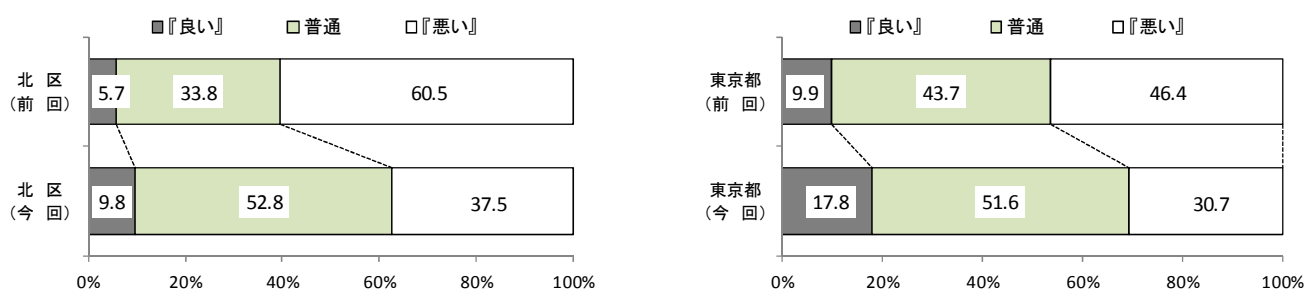 ■『良い』 □普通 □『悪い』
北 区
(前 回)
5.7 33.8 60.5
北 区
(今 回)
9.8 52.8 37.5
0% 20% 40% 60% 80% 100%
■『良い』 □普通 □『悪い』
東京都
(前 回)
9.9 43.7 46.4
東京都
(今 回)
17.8 51.6 30.7
0% 20% 40% 60% 80% 100%